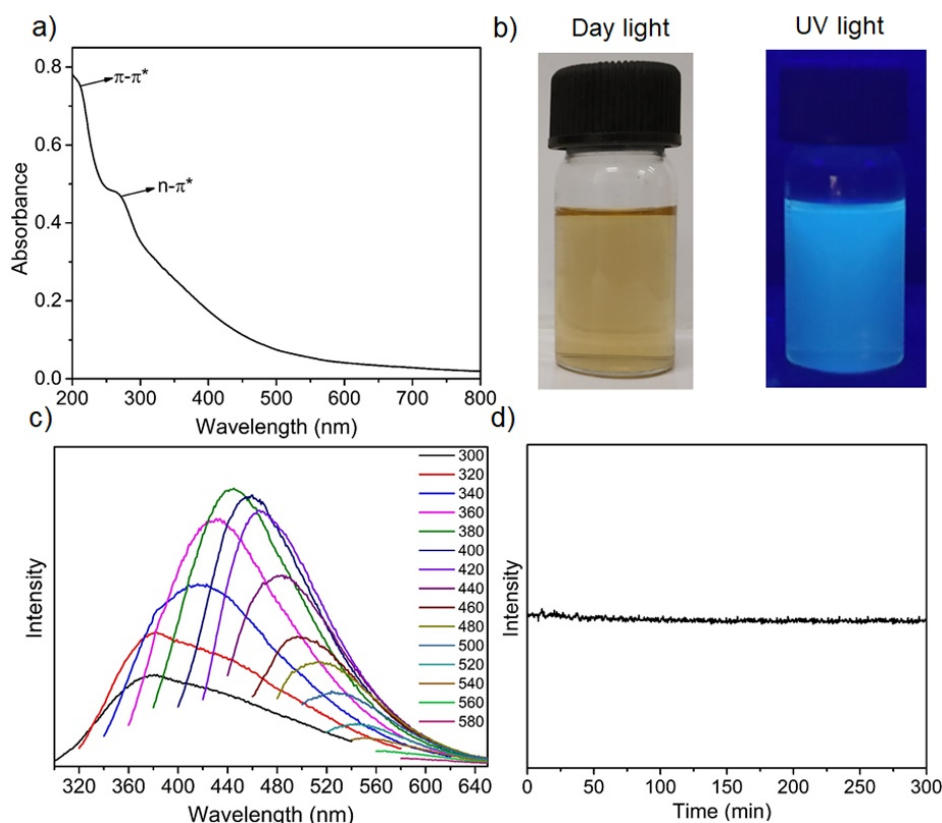 a)
π-π*
n-π*
Absorbance
0.8
0.6
0.4
0.2
0.0
200 300 400 500 600 700 800
Wavelength (nm)
b)
Day light
UV light
c)
Intensity
300
320
340
360
380
400
420
440
460
480
500
520
540
560
580
320 360 400 440 480 520 560 600 640
Wavelength (nm)
d)
Intensity
0 50 100 150 200 250 300
Time (min)